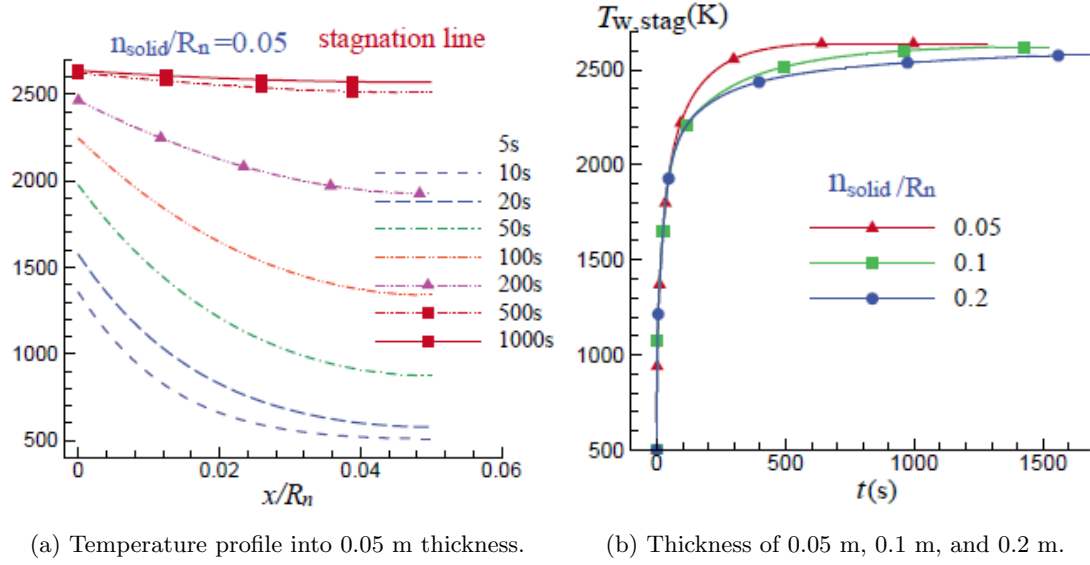 n_solid/R_n=0.05
stagnation line
2500
2000
1500
1000
500
0
0.02
0.04
0.06
x/R_n
5s
10s
20s
50s
100s
200s
500s
1000s
(a) Temperature profile into 0.05 m thickness.
T_w,stag(K)
2500
2000
1500
1000
500
0
500
1000
1500
t(s)
n_solid/R_n
0.05
0.1
0.2
(b) Thickness of 0.05 m, 0.1 m, and 0.2 m.